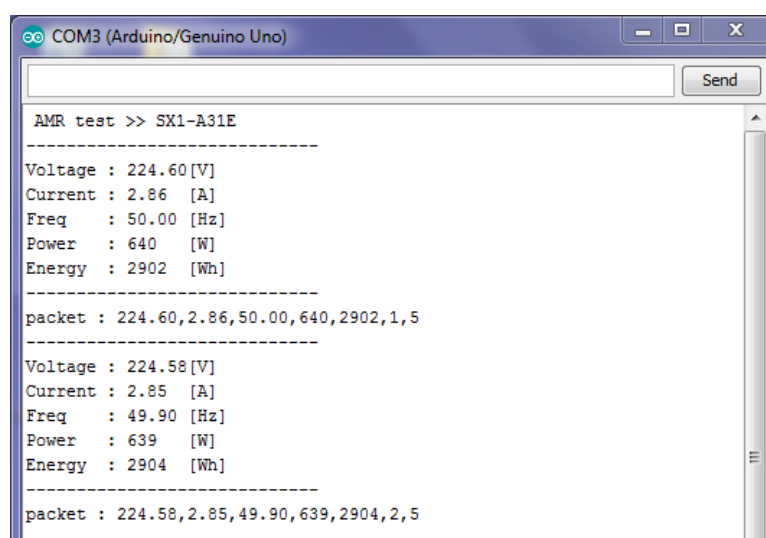 COM3 (Arduino/Genuino Uno)
Send
AMR test >> SX1-A31E
-----------------------------
Voltage : 224.60[V]
Current : 2.86  [A]
Freq    : 50.00 [Hz]
Power   : 640   [W]
Energy  : 2902  [Wh]
-----------------------------
packet : 224.60,2.86,50.00,640,2902,1,5
-----------------------------
Voltage : 224.58[V]
Current : 2.85  [A]
Freq    : 49.90 [Hz]
Power   : 639   [W]
Energy  : 2904  [Wh]
-----------------------------
packet : 224.58,2.85,49.90,639,2904,2,5